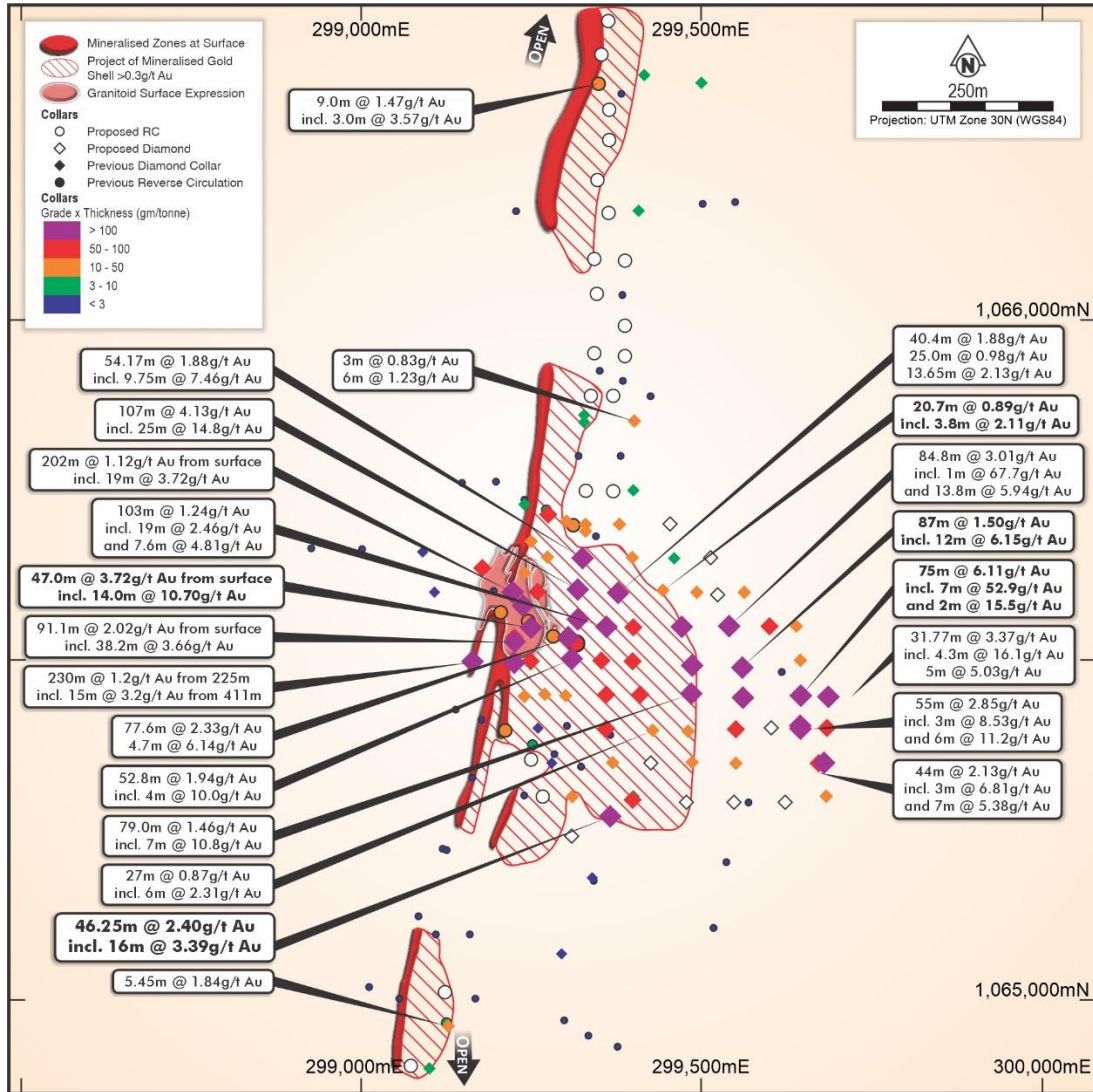 299,000mE
299,500mE
Mineralised Zones at Surface
Project of Mineralised Gold
Shell >0.3g/t Au
Granitoid Surface Expression
Collars
Proposed RC
Proposed Diamond
Previous Diamond Collar
Previous Reverse Circulation
Collars
Grade x Thickness (gm/tonne)
> 100
50 - 100
10 - 50
3 - 10
< 3
OPEN
N
250m
Projection: UTM Zone 30N (WGS84)
9.0m @ 1.47g/t Au
incl. 3.0m @ 3.57g/t Au
1,066,000mN
54.17m @ 1.88g/t Au
incl. 9.75m @ 7.46g/t Au
107m @ 4.13g/t Au
incl. 25m @ 14.8g/t Au
202m @ 1.12g/t Au from surface
incl. 19m @ 3.72g/t Au
103m @ 1.24g/t Au
incl. 19m @ 2.46g/t Au
and 7.6m @ 4.81g/t Au
47.0m @ 3.72g/t Au from surface
incl. 14.0m @ 10.70g/t Au
91.1m @ 2.02g/t Au from surface
incl. 38.2m @ 3.66g/t Au
230m @ 1.2g/t Au from 225m
incl. 15m @ 3.2g/t Au from 411m
77.6m @ 2.33g/t Au
4.7m @ 6.14g/t Au
52.8m @ 1.94g/t Au
incl. 4m @ 10.0g/t Au
79.0m @ 1.46g/t Au
incl. 7m @ 10.8g/t Au
27m @ 0.87g/t Au
incl. 6m @ 2.31g/t Au
46.25m @ 2.40g/t Au
incl. 16m @ 3.39g/t Au
5.45m @ 1.84g/t Au
3m @ 0.83g/t Au
6m @ 1.23g/t Au
40.4m @ 1.88g/t Au
25.0m @ 0.98g/t Au
13.65m @ 2.13g/t Au
20.7m @ 0.89g/t Au
incl. 3.8m @ 2.11g/t Au
84.8m @ 3.01g/t Au
incl. 1m @ 67.7g/t Au
and 13.8m @ 5.94g/t Au
87m @ 1.50g/t Au
incl. 12m @ 6.15g/t Au
75m @ 6.11g/t Au
incl. 7m @ 52.9g/t Au
and 2m @ 15.5g/t Au
31.77m @ 3.37g/t Au
incl. 4.3m @ 16.1g/t Au
5m @ 5.03g/t Au
55m @ 2.85g/t Au
incl. 3m @ 8.53g/t Au
and 6m @ 11.2g/t Au
44m @ 2.13g/t Au
incl. 3m @ 6.81g/t Au
and 7m @ 5.38g/t Au
1,065,000mN
OPEN
299,000mE
299,500mE
300,000mE